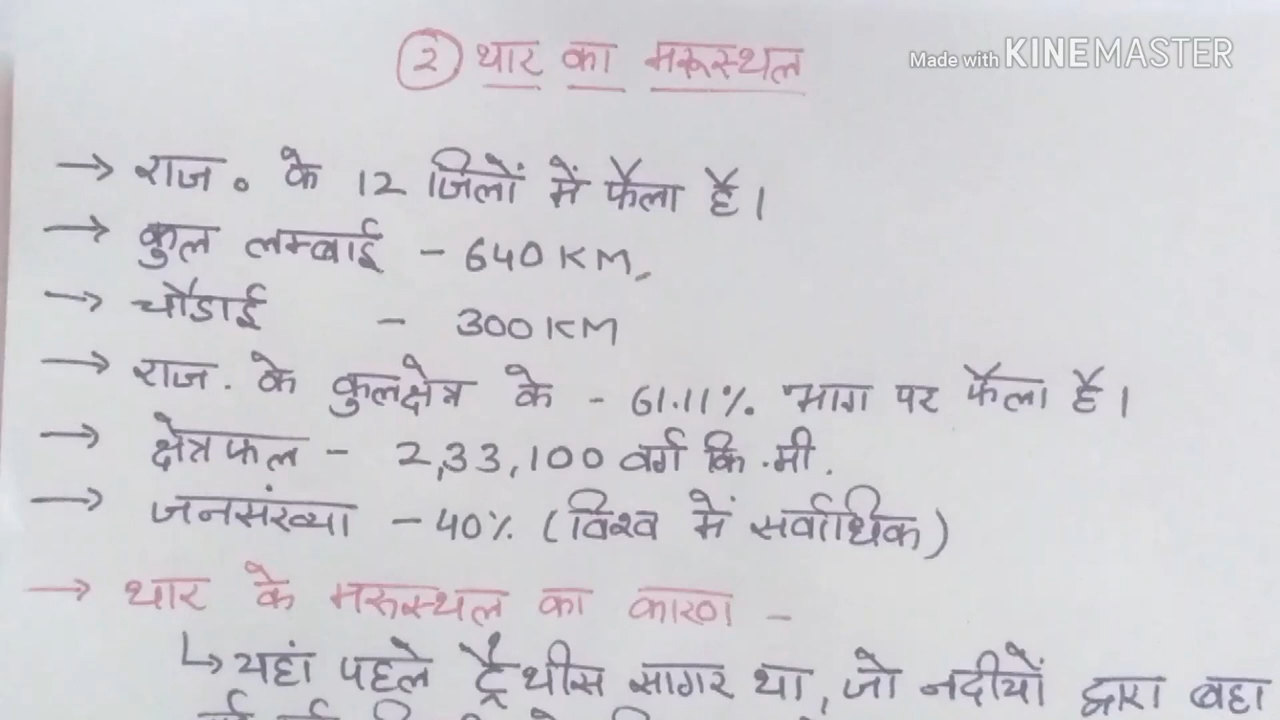 ② थार का मरूस्थल
Made with KINEMASTER
→ राज. के 12 जिलों में फैला है।
→ कुल लम्बाई - 640 KM.
→ चौडाई - 300 KM
→ राज. के कुलक्षेत्र के - 61.11% भाग पर फैला है।
→ क्षेत्रफल - 2,33,100 वर्ग कि.मी.
→ जनसंख्या - 40% (विश्व में सर्वाधिक)
→ थार के मरूस्थल का कारण -
↳ यहां पहले ट्रैथीस सागर था, जो नदीयों द्वारा बहा